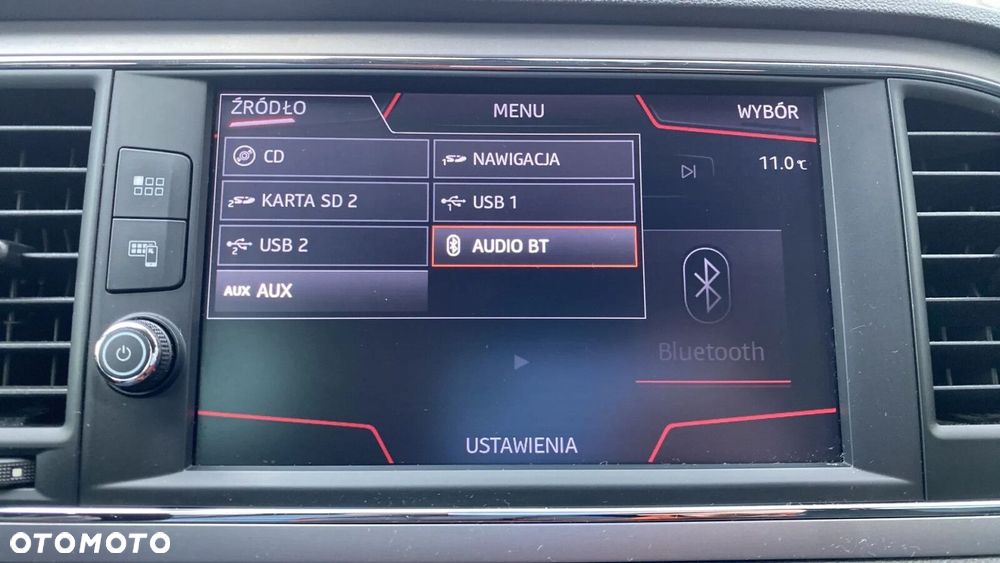 ŹRÓDŁO MENU WYBÓR
CD NAWIGACJA 11.0℃
KARTA SD 2 USB 1
USB 2 AUDIO BT
AUX AUX
Bluetooth
USTAWIENIA
OTOMOTO